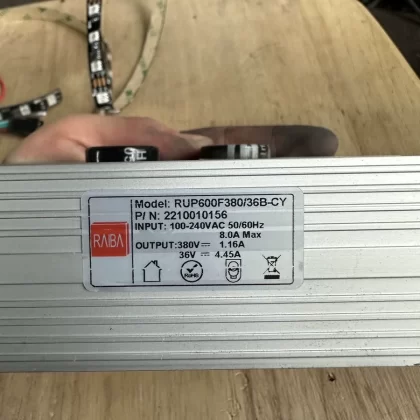 Model: RUP600F380/36B-CY
P/ N: 2210010156
INPUT: 100-240VAC 50/60Hz
8.0A Max
RAIBA
OUTPUT:380V⎓ 1.16A
36V⎓ 4.45A
RoHS